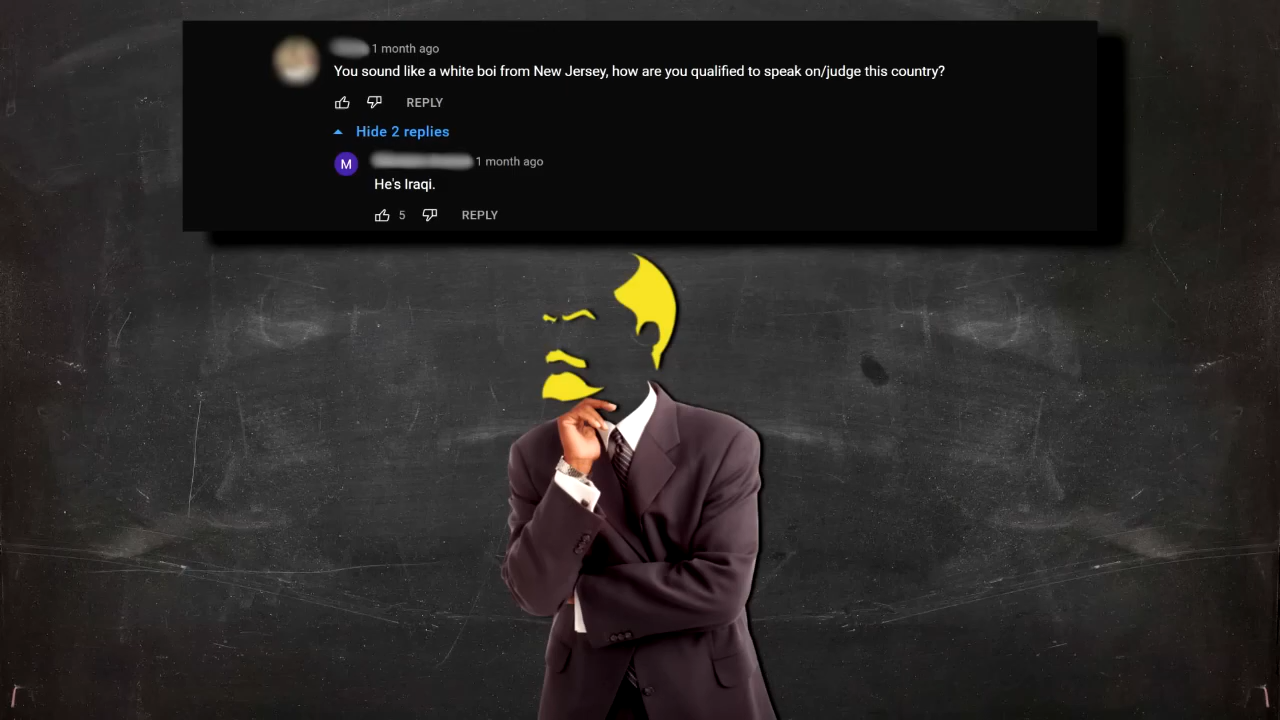 1 month ago
You sound like a white boi from New Jersey, how are you qualified to speak on/judge this country?
REPLY
Hide 2 replies
M
1 month ago
He's Iraqi.
5
REPLY